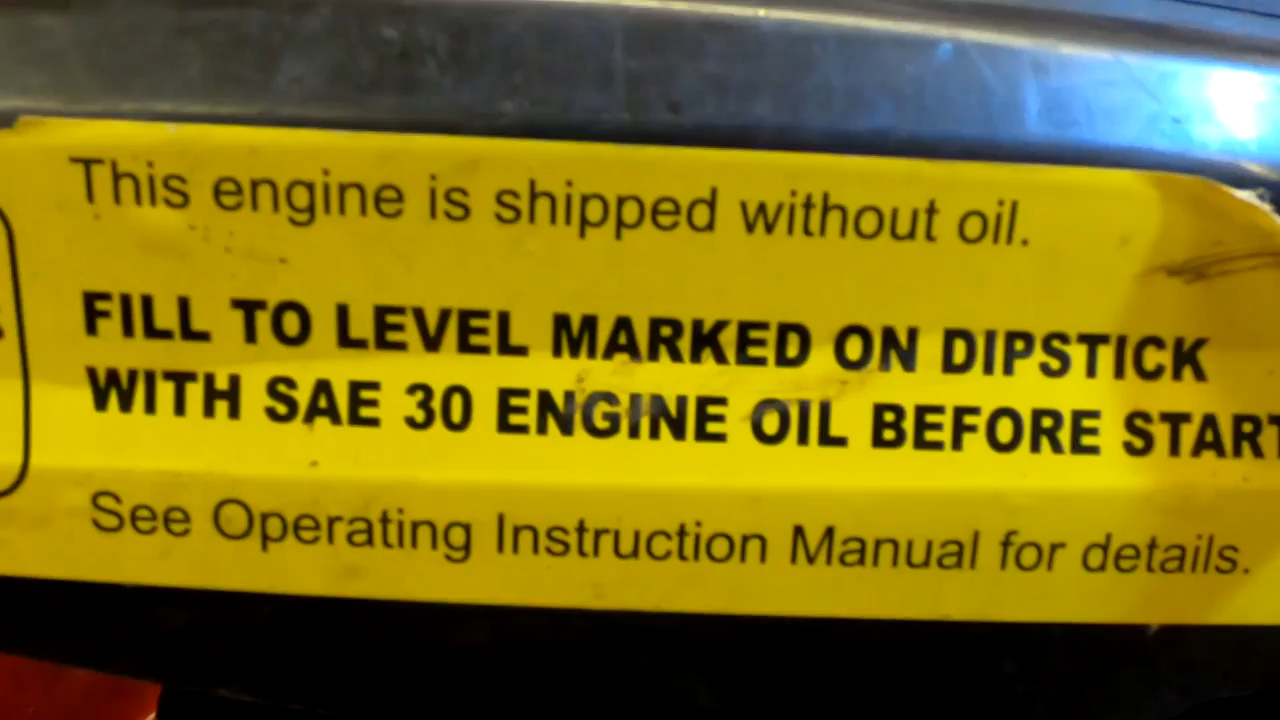 This engine is shipped without oil.
FILL TO LEVEL MARKED ON DIPSTICK
WITH SAE 30 ENGINE OIL BEFORE START
See Operating Instruction Manual for details.